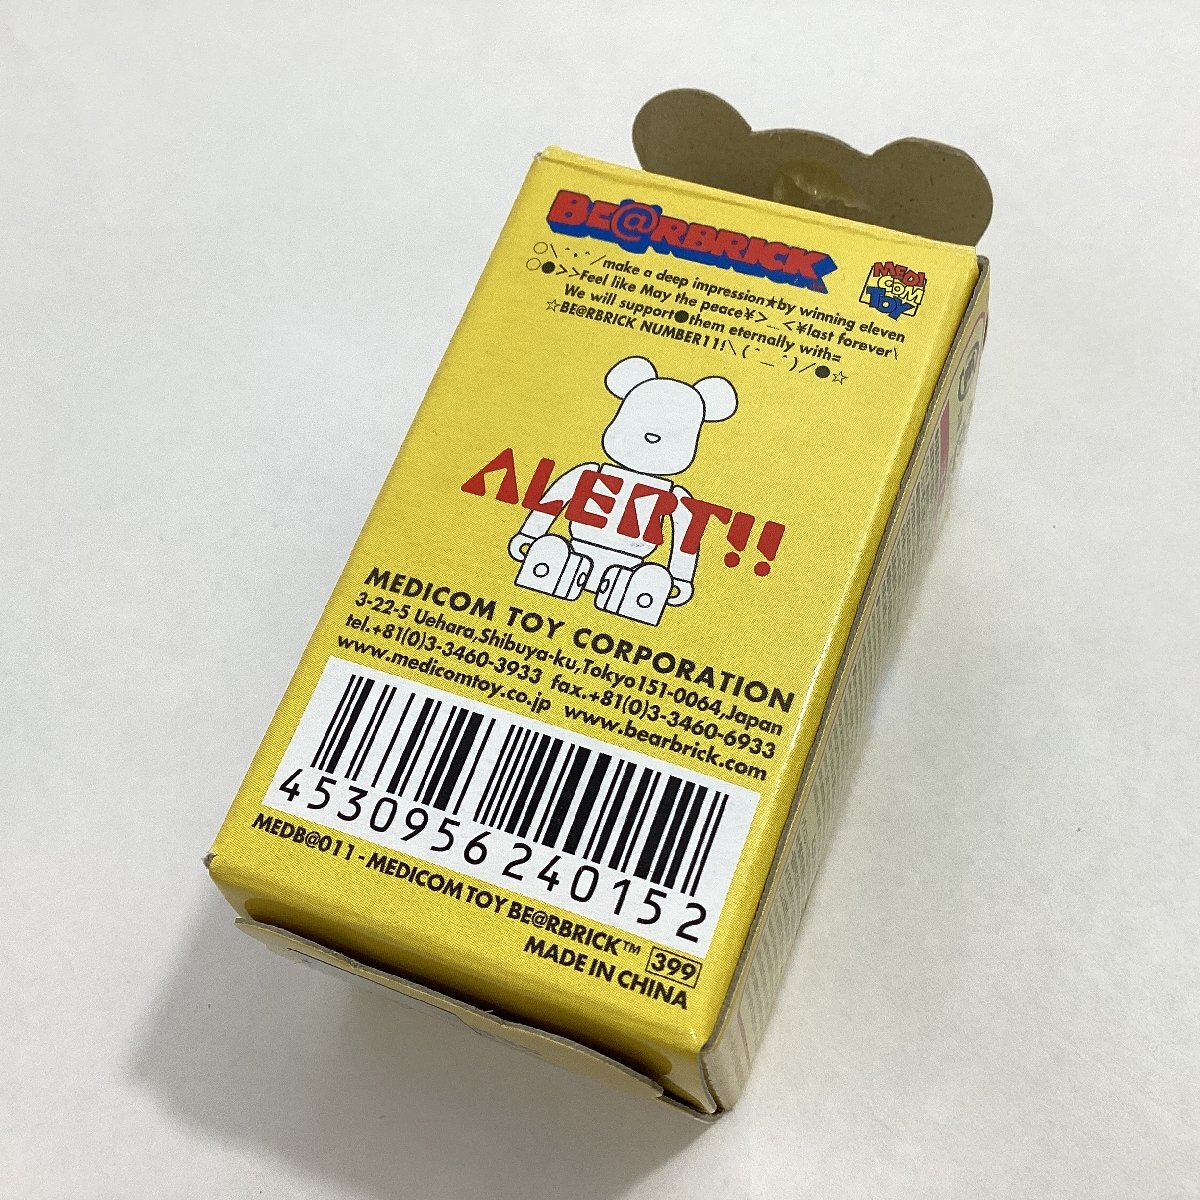 BE@RBRICK
MEDI
COM
TOY
○\´,`/make a deep impression★by winning eleven
○●>>Feel like May the peace¥>_<¥last forever\
We will support●them eternally with=
☆BE@RBRICK NUMBER11!\(^_^)/●☆
ALERT!!
MEDICOM TOY CORPORATION
3-22-5 Uehara,Shibuya-ku,Tokyo151-0064,Japan
tel.+81(0)3-3460-3933 fax.+81(0)3-3460-6933
www.medicomtoy.co.jp www.bearbrick.com
4530956240152
MEDB@011-MEDICOM TOY BE@RBRICK™ 399
MADE IN CHINA